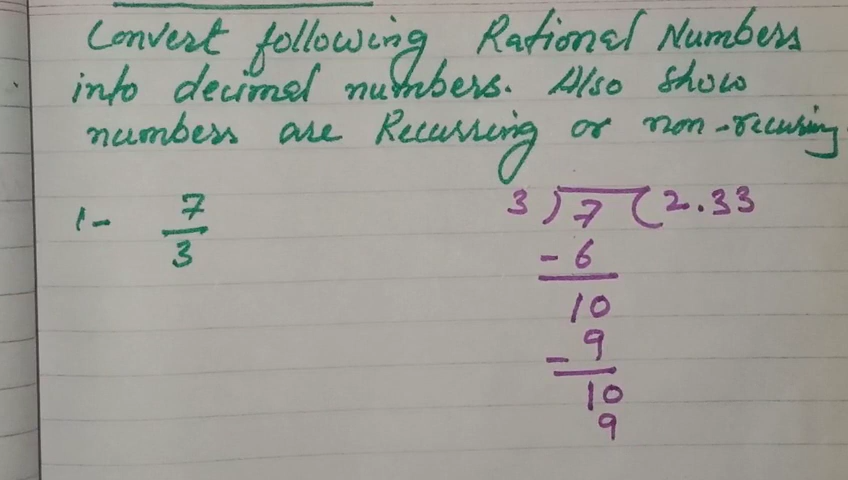 Convert following Rational Numbers
into decimal numbers. Also show
numbers are Recurring or non-recuring
1- 7/3
3 ) 7 ( 2.33
- 6
10
- 9
10
9